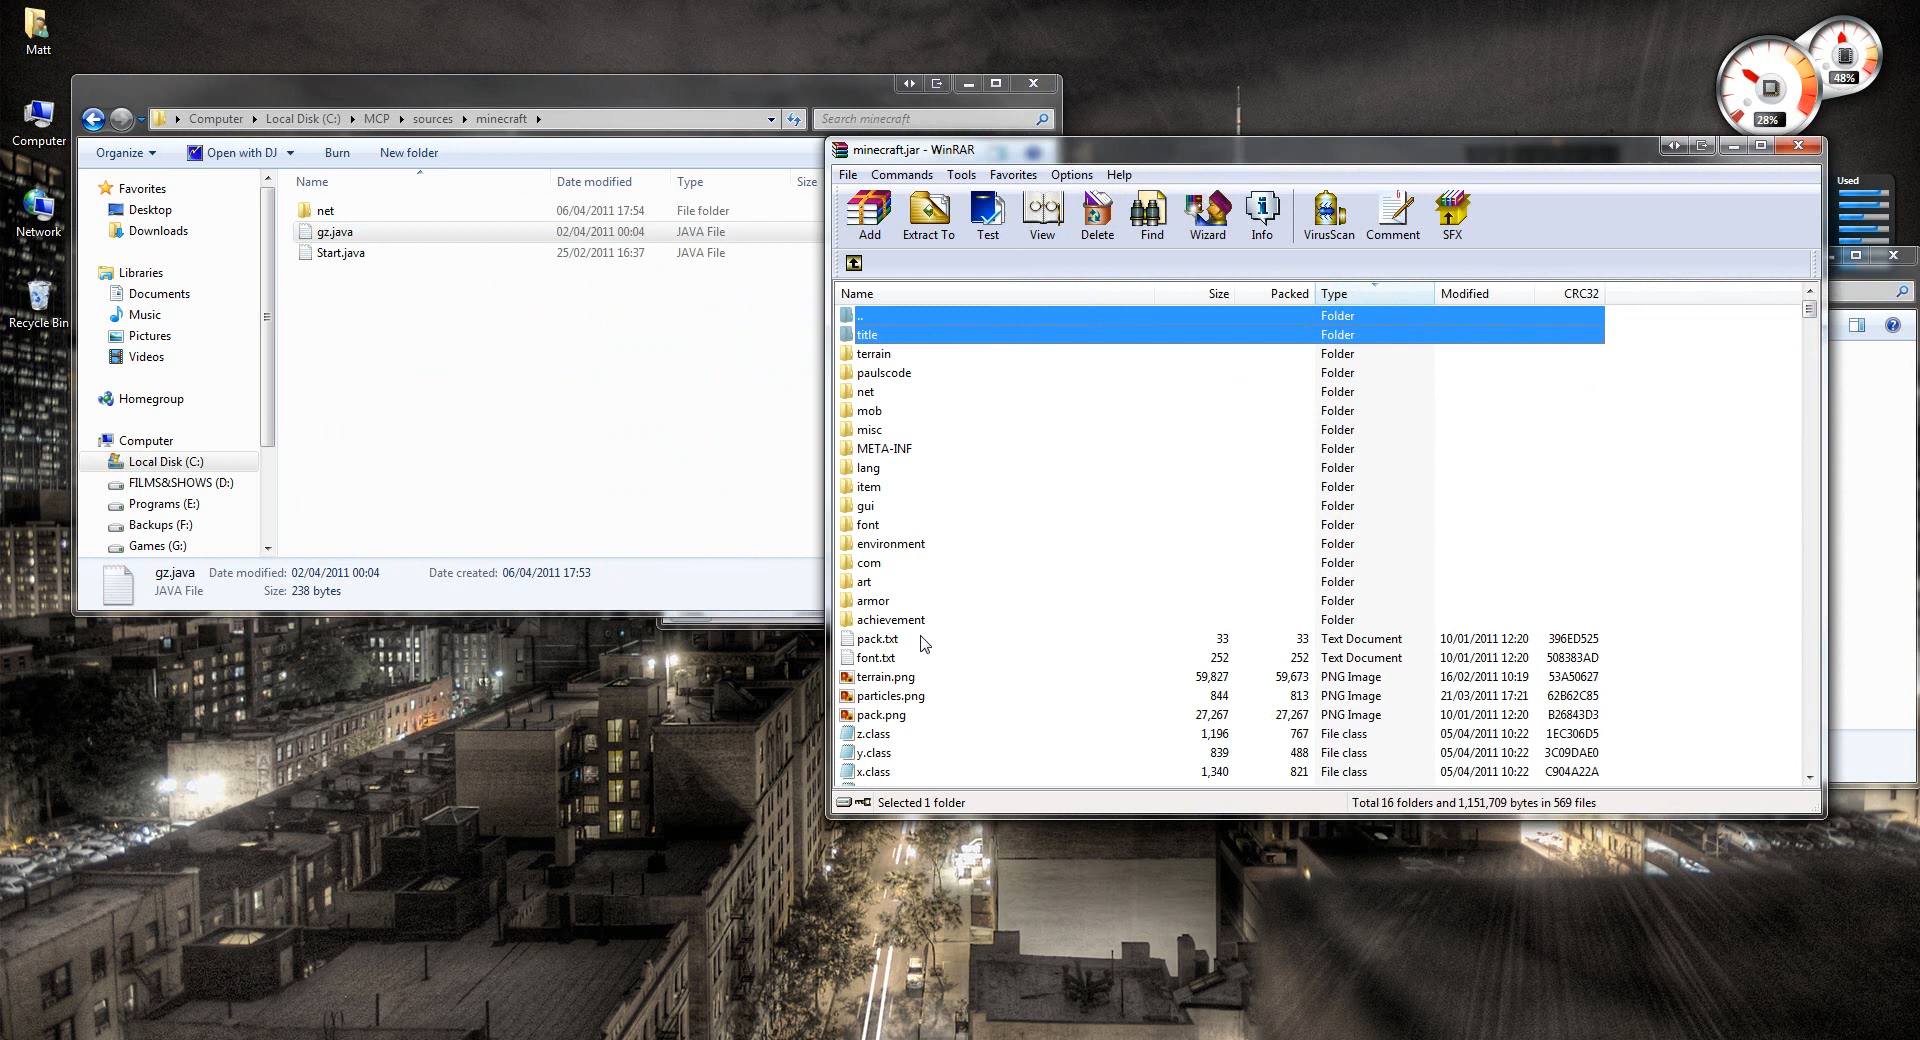 Matt
Computer
Network
Recycle Bin
Computer Local Disk (C:) MCP sources minecraft
Search minecraft
Organize Open with DJ Burn New folder
Favorites
Desktop
Downloads
Libraries
Documents
Music
Pictures
Videos
Homegroup
Computer
Local Disk (C:)
FILMS&SHOWS (D:)
Programs (E:)
Backups (F:)
Games (G:)
Name Date modified Type Size
net 06/04/2011 17:54 File folder
gz.java 02/04/2011 00:04 JAVA File
Start.java 25/02/2011 16:37 JAVA File
gz.java Date modified: 02/04/2011 00:04 Date created: 06/04/2011 17:53
JAVA File Size: 238 bytes
minecraft.jar - WinRAR
File Commands Tools Favorites Options Help
Add Extract To Test View Delete Find Wizard Info VirusScan Comment SFX
Name Size Packed Type Modified CRC32
.. Folder
title Folder
terrain Folder
paulscode Folder
net Folder
mob Folder
misc Folder
META-INF Folder
lang Folder
item Folder
gui Folder
font Folder
environment Folder
com Folder
art Folder
armor Folder
achievement Folder
pack.txt 33 33 Text Document 10/01/2011 12:20 396ED525
font.txt 252 252 Text Document 10/01/2011 12:20 508383AD
terrain.png 59,827 59,673 PNG Image 16/02/2011 10:19 53A50627
particles.png 844 813 PNG Image 21/03/2011 17:21 62B62C85
pack.png 27,267 27,267 PNG Image 10/01/2011 12:20 B26843D3
z.class 1,196 767 File class 05/04/2011 10:22 1EC306D5
y.class 839 488 File class 05/04/2011 10:22 3C09DAE0
x.class 1,340 821 File class 05/04/2011 10:22 C904A22A
Selected 1 folder Total 16 folders and 1,151,709 bytes in 569 files
48%
28%
Used